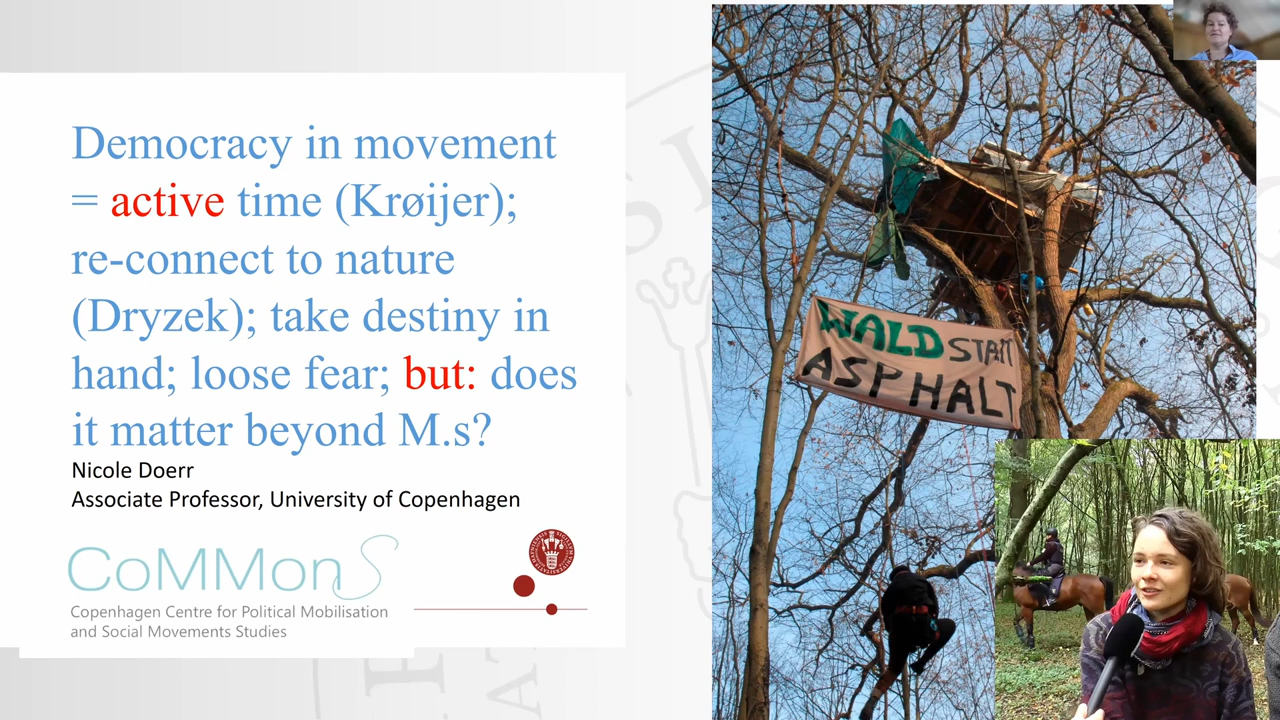 Democracy in movement
= active time (Krøijer);
re-connect to nature
(Dryzek); take destiny in
hand; loose fear; but: does
it matter beyond M.s?
Nicole Doerr
Associate Professor, University of Copenhagen
CoMMonS
Copenhagen Centre for Political Mobilisation
and Social Movements Studies
WALD STATT
ASPHALT